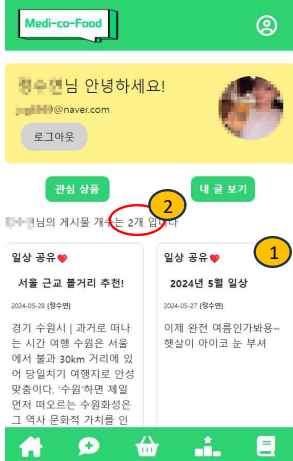 Medi-co-Food
님 안녕하세요!
@naver.com
로그아웃
관심 상품
내 글 보기
2
님의 게시물 개수는 2개 입니다
1
일상 공유❤️
서울 근교 볼거리 추천!
2024-05-28 (정수연)
경기 수원시 | 과거로 떠나
는 시간 여행 수원은 서울
에서 불과 30km 거리에 있
어 당일치기 여행지로 안성
맞춤이다. ‘수원’하면 제일
먼저 떠오르는 수원화성은
그 역사 문화적 가치를 인
일상 공유❤️
2024년 5월 일상
2024-05-27 (정수연)
이제 완전 여름인가봐용~
햇살이 아이코 눈 부셔